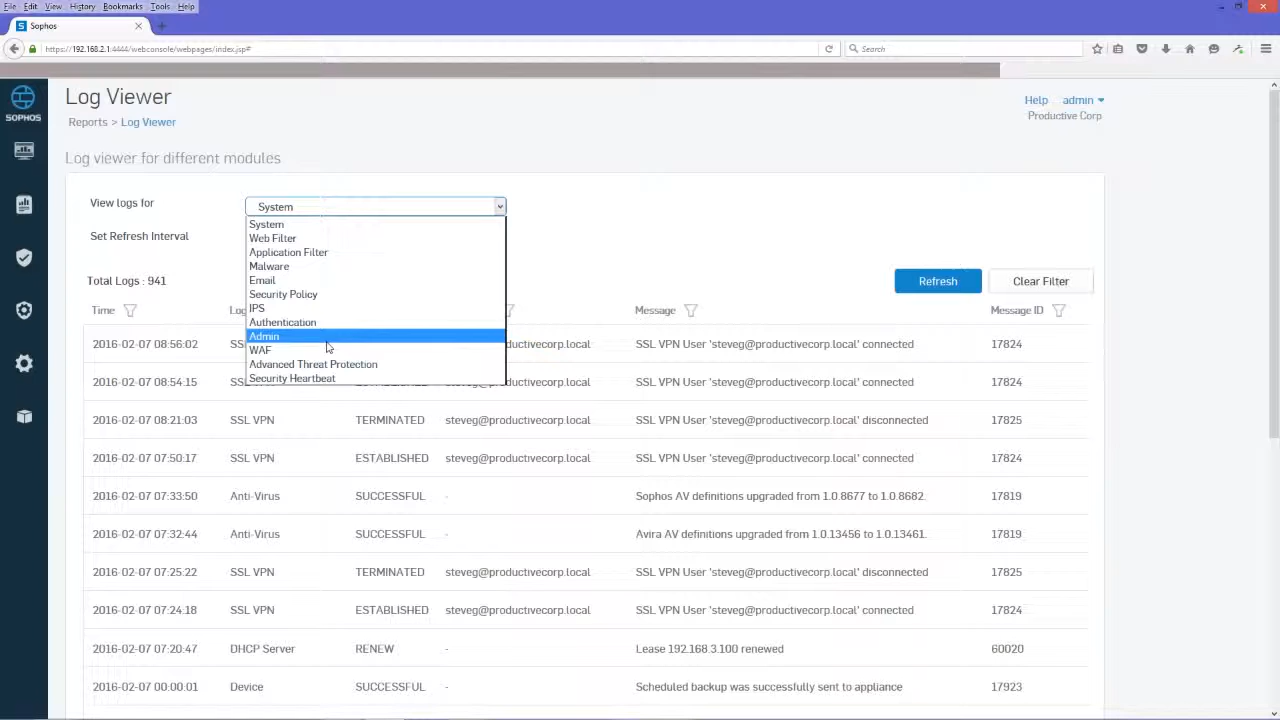 File Edit View History Bookmarks Tools Help
Sophos
https://192.168.2.1:4444/webconsole/webpages/index.jsp#
Search
SOPHOS
Log Viewer
Help admin
Reports > Log Viewer
Productive Corp
Log viewer for different modules
View logs for System
Set Refresh Interval
System
Web Filter
Application Filter
Malware
Email
Security Policy
IPS
Authentication
Admin
WAF
Advanced Threat Protection
Security Heartbeat
Total Logs : 941 Refresh Clear Filter
Time Message Message ID
2016-02-07 08:56:02 SSL VPN User 'steveg@productivecorp.local' connected 17824
2016-02-07 08:54:15 SSL VPN User 'steveg@productivecorp.local' connected 17824
2016-02-07 08:21:03 SSL VPN TERMINATED steveg@productivecorp.local SSL VPN User 'steveg@productivecorp.local' disconnected 17825
2016-02-07 07:50:17 SSL VPN ESTABLISHED steveg@productivecorp.local SSL VPN User 'steveg@productivecorp.local' connected 17824
2016-02-07 07:33:50 Anti-Virus SUCCESSFUL - Sophos AV definitions upgraded from 1.0.8677 to 1.0.8682. 17819
2016-02-07 07:32:44 Anti-Virus SUCCESSFUL - Avira AV definitions upgraded from 1.0.13456 to 1.0.13461. 17819
2016-02-07 07:25:22 SSL VPN TERMINATED steveg@productivecorp.local SSL VPN User 'steveg@productivecorp.local' disconnected 17825
2016-02-07 07:24:18 SSL VPN ESTABLISHED steveg@productivecorp.local SSL VPN User 'steveg@productivecorp.local' connected 17824
2016-02-07 07:20:47 DHCP Server RENEW - Lease 192.168.3.100 renewed 60020
2016-02-07 00:00:01 Device SUCCESSFUL - Scheduled backup was successfully sent to appliance 17923